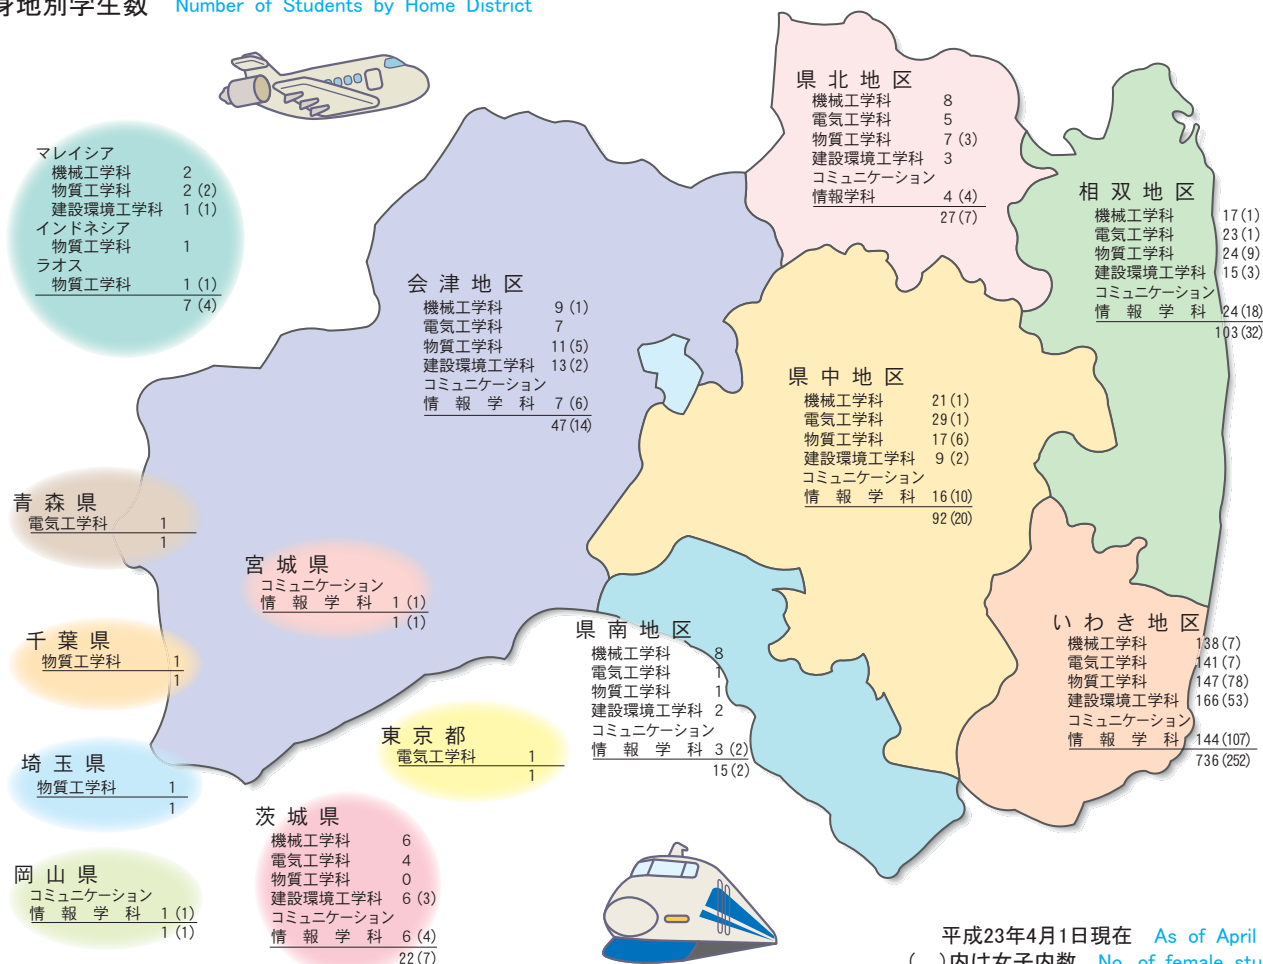 身地別学生数 Number of Students by Home District
マレイシア
機械工学科 2
物質工学科 2 (2)
建設環境工学科 1 (1)
インドネシア
物質工学科 1
ラオス
物質工学科 1 (1)
7 (4)
県北地区
機械工学科 8
電気工学科 5
物質工学科 7 (3)
建設環境工学科 3
コミュニケーション
情報学科 4 (4)
27 (7)
相双地区
機械工学科 17 (1)
電気工学科 23 (1)
物質工学科 24 (9)
建設環境工学科 15 (3)
コミュニケーション
情報学科 24 (18)
103 (32)
会津地区
機械工学科 9 (1)
電気工学科 7
物質工学科 11 (5)
建設環境工学科 13 (2)
コミュニケーション
情報学科 7 (6)
47 (14)
県中地区
機械工学科 21 (1)
電気工学科 29 (1)
物質工学科 17 (6)
建設環境工学科 9 (2)
コミュニケーション
情報学科 16 (10)
92 (20)
青森県
電気工学科 1
1
宮城県
コミュニケーション
情報学科 1 (1)
1 (1)
千葉県
物質工学科 1
1
県南地区
機械工学科 8
電気工学科 1
物質工学科 1
建設環境工学科 2
コミュニケーション
情報学科 3 (2)
15 (2)
いわき地区
機械工学科 138 (7)
電気工学科 141 (7)
物質工学科 147 (78)
建設環境工学科 166 (53)
コミュニケーション
情報学科 144 (107)
736 (252)
埼玉県
物質工学科 1
1
東京都
電気工学科 1
1
茨城県
機械工学科 6
電気工学科 4
物質工学科 0
建設環境工学科 6 (3)
コミュニケーション
情報学科 6 (4)
22 (7)
岡山県
コミュニケーション
情報学科 1 (1)
1 (1)
平成23年4月1日現在 As of April
( )内は女子内数 No. of female stu